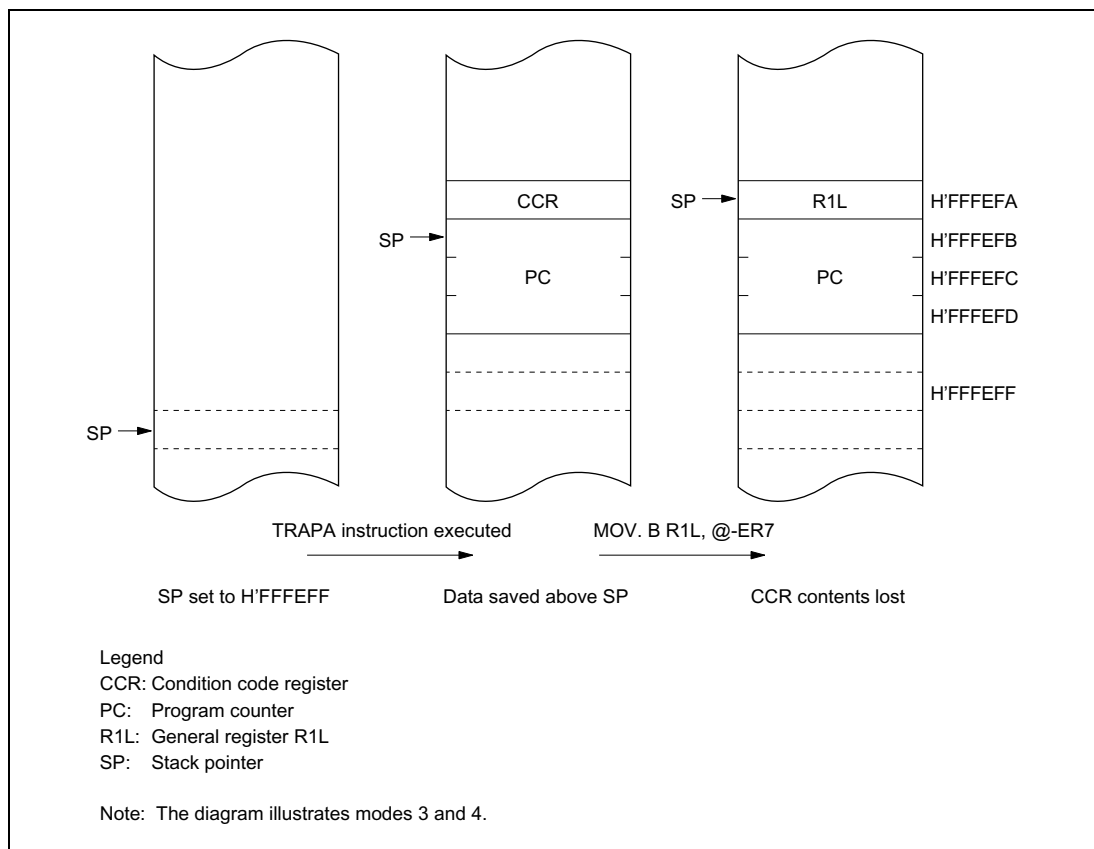 CCR
SP
R1L
H'FFFEFA
SP
H'FFFEFB
PC
PC
H'FFFEFC
H'FFFEFD
H'FFFEFF
SP
TRAPA instruction executed
MOV. B R1L, @-ER7
SP set to H'FFFEFF
Data saved above SP
CCR contents lost
Legend
CCR: Condition code register
PC: Program counter
R1L: General register R1L
SP: Stack pointer
Note: The diagram illustrates modes 3 and 4.